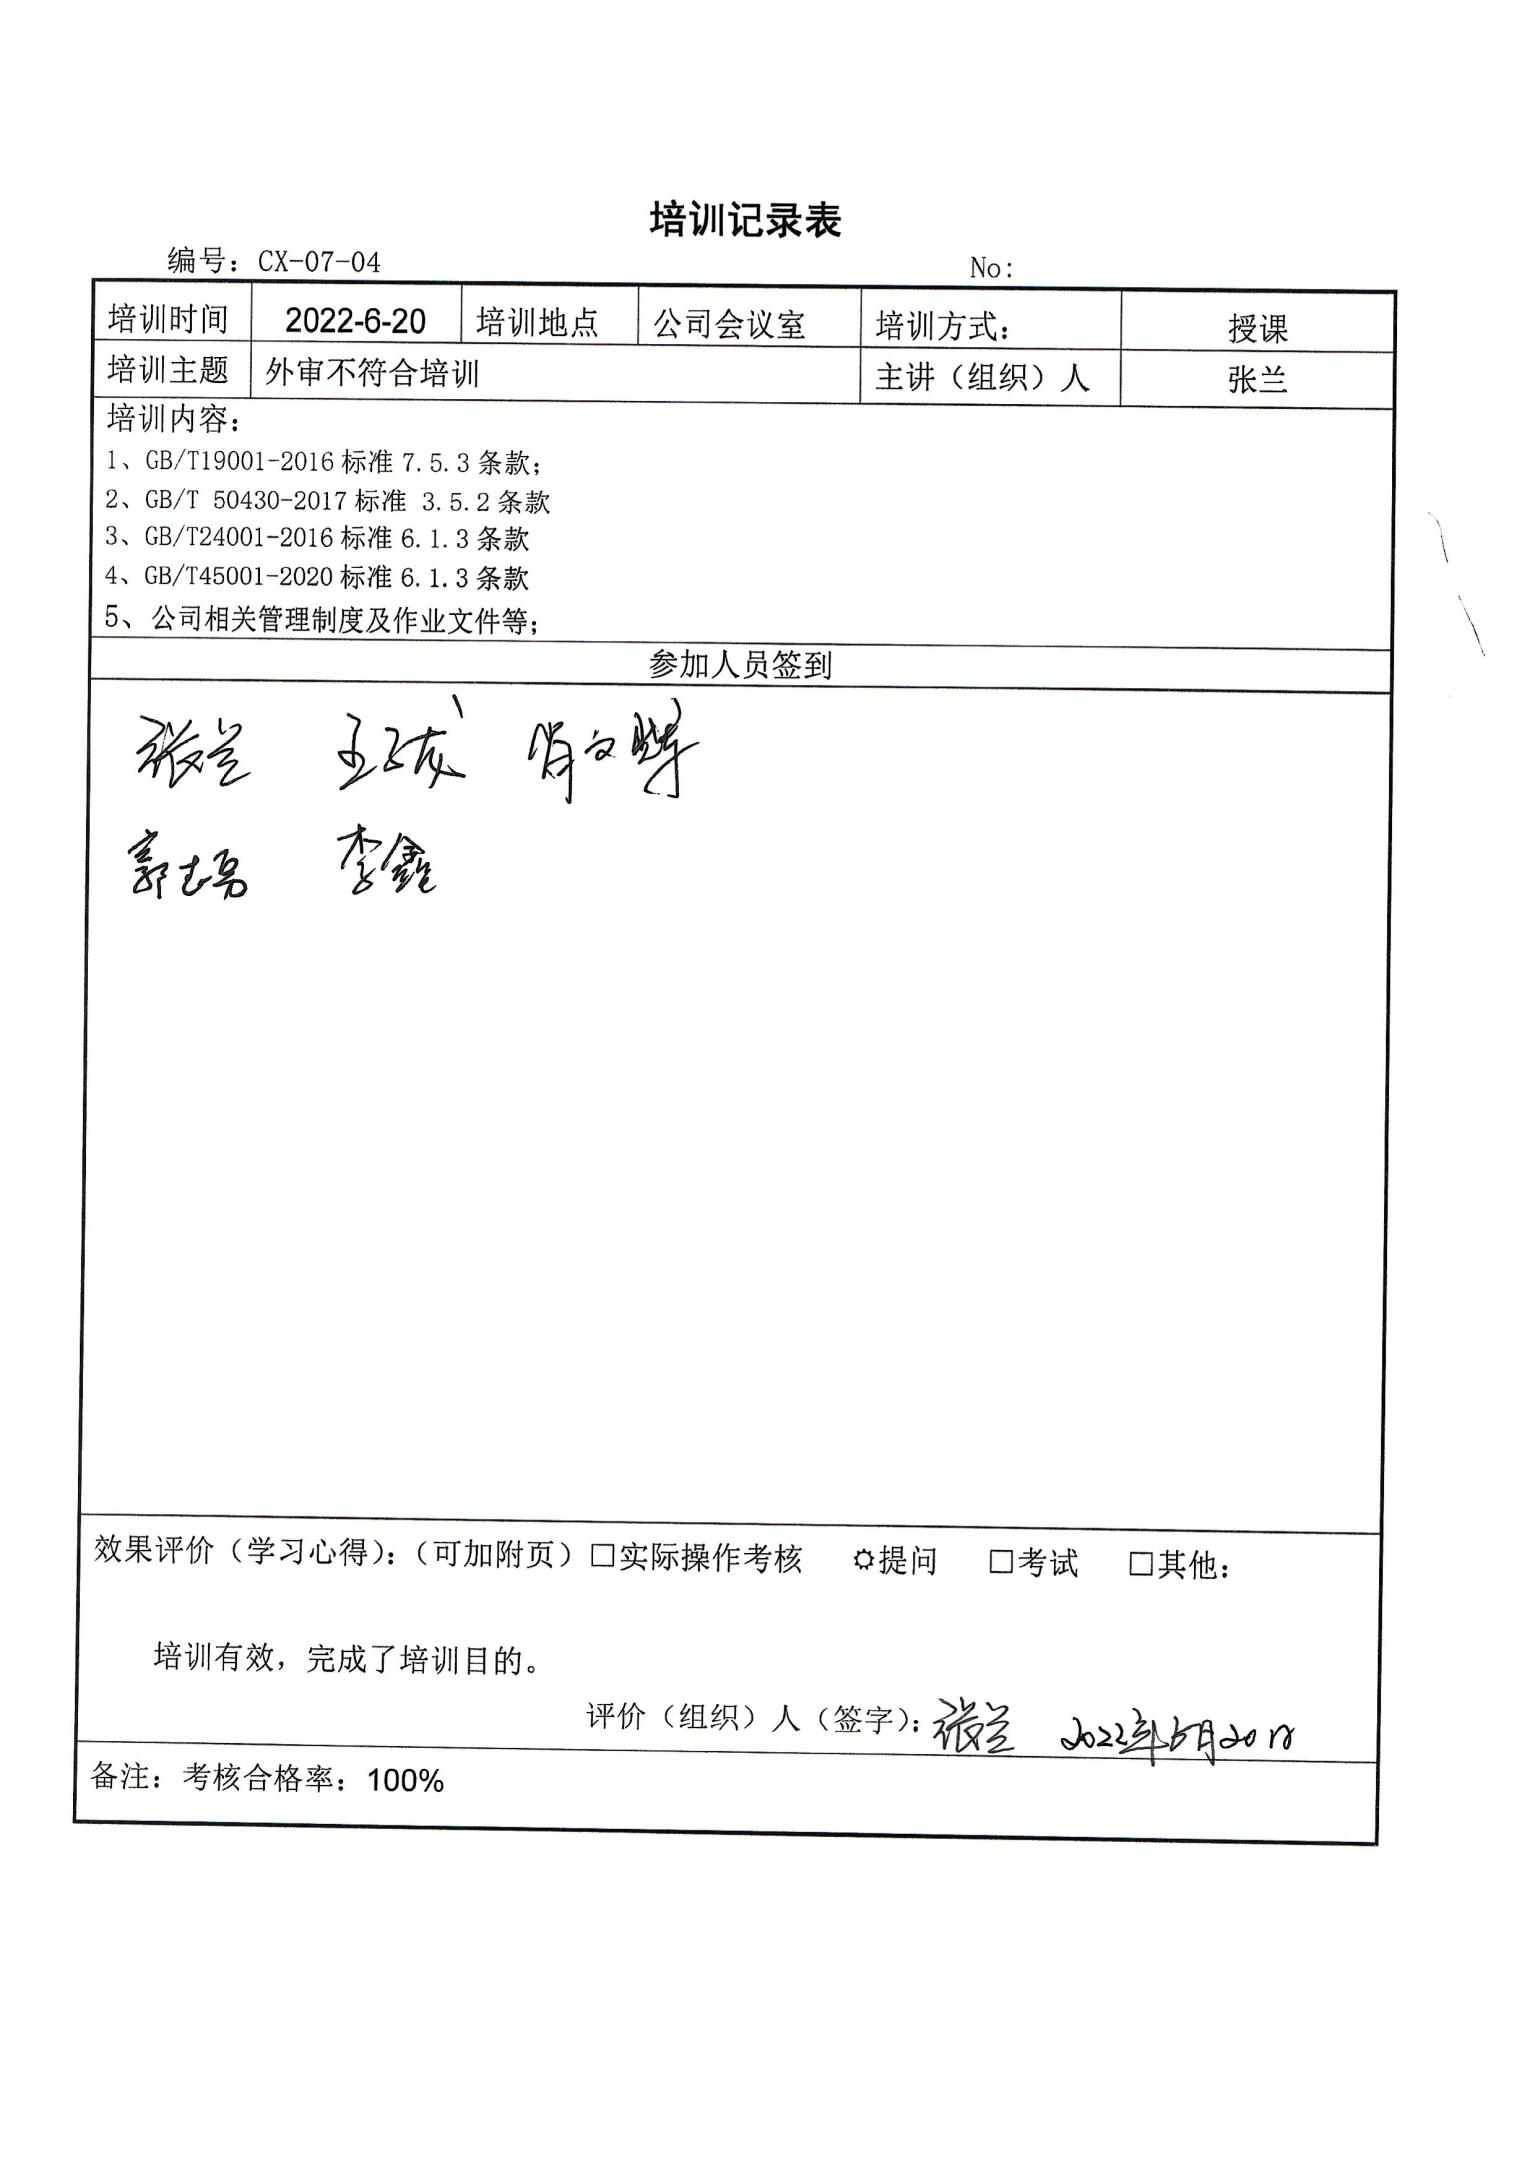 培训记录表
编号：CX-07-04 No:
培训时间 2022-6-20 培训地点 公司会议室 培训方式： 授课
培训主题 外审不符合培训 主讲（组织）人 张兰
培训内容：
1、GB/T19001-2016 标准 7.5.3 条款；
2、GB/T 50430-2017 标准 3.5.2 条款
3、GB/T24001-2016 标准 6.1.3 条款
4、GB/T45001-2020 标准 6.1.3 条款
5、公司相关管理制度及作业文件等；
参加人员签到
张兰 肖文辉
李鑫
效果评价（学习心得）：（可加附页）□实际操作考核 ☼提问 □考试 □其他：
培训有效，完成了培训目的。
评价（组织）人（签字）：张兰 2022年6月20日
备注：考核合格率：100%